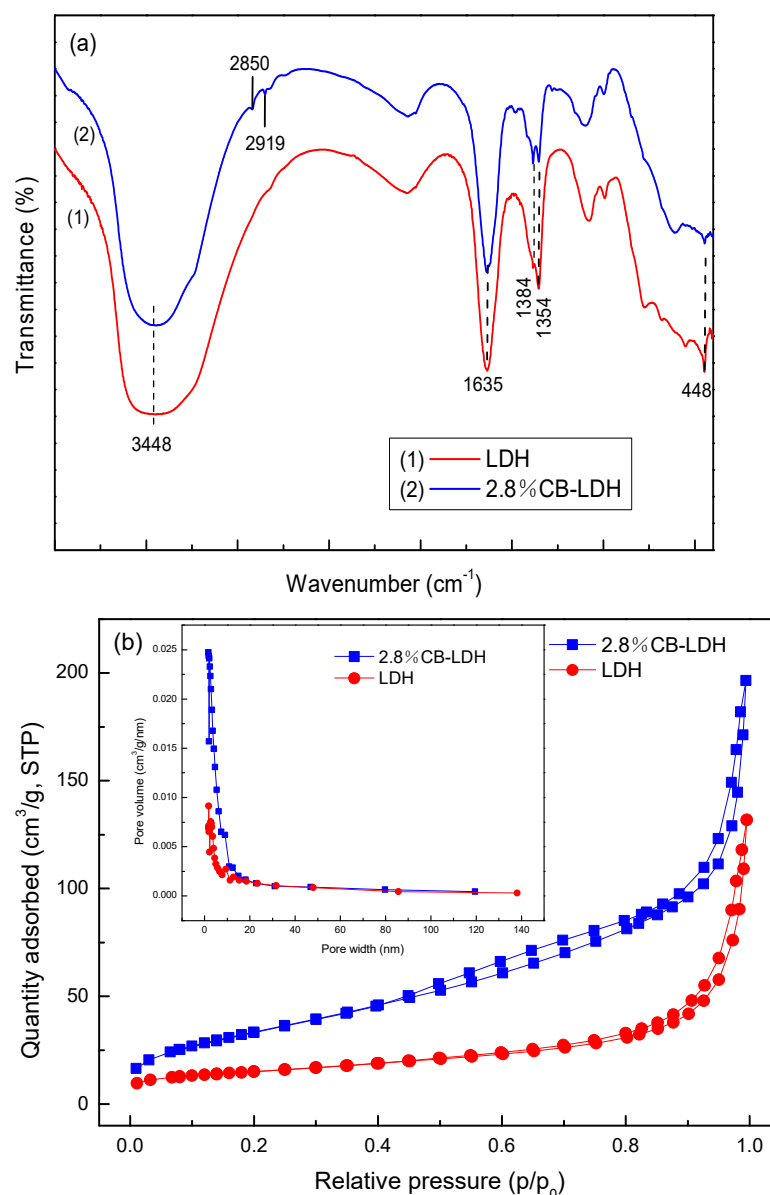 (a)
2850
2919
(2)
(1)
3448
1635
1384
1354
448
Transmittance (%)
(1) LDH
(2) 2.8%CB-LDH
Wavenumber (cm⁻¹)
(b)
2.8%CB-LDH
LDH
0.025
0.020
0.015
0.010
0.005
0.000
Pore volume (cm³/g/nm)
0 20 40 60 80 100 120 140
Pore width (nm)
2.8%CB-LDH
LDH
200
150
100
50
0
Quantity adsorbed (cm³/g, STP)
0.0 0.2 0.4 0.6 0.8 1.0
Relative pressure (p/p₀)